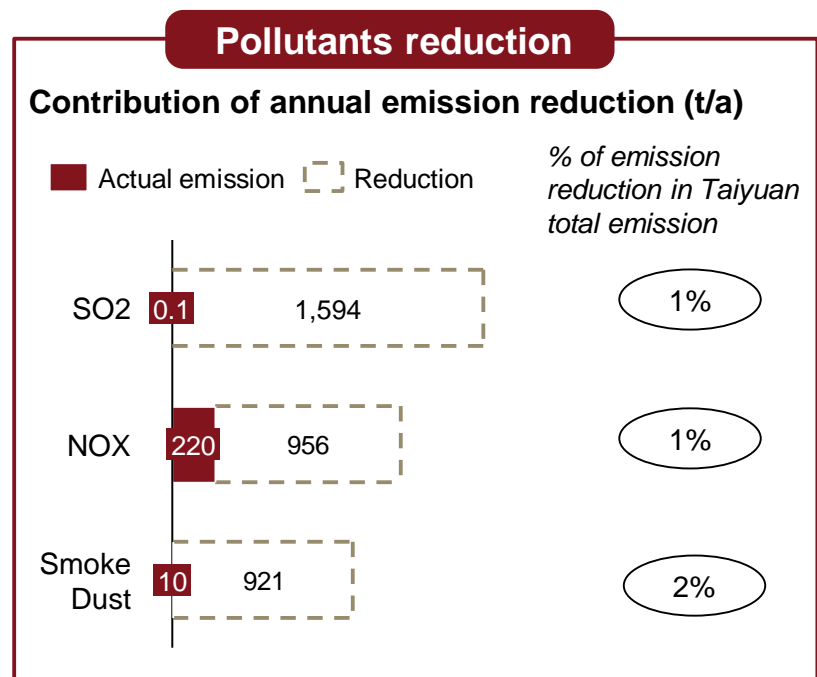 Pollutants reduction
Contribution of annual emission reduction (t/a)
Actual emission
Reduction
% of emission
reduction in Taiyuan
total emission
SO2
0.1
1,594
1%
NOX
220
956
1%
Smoke
Dust
10
921
2%